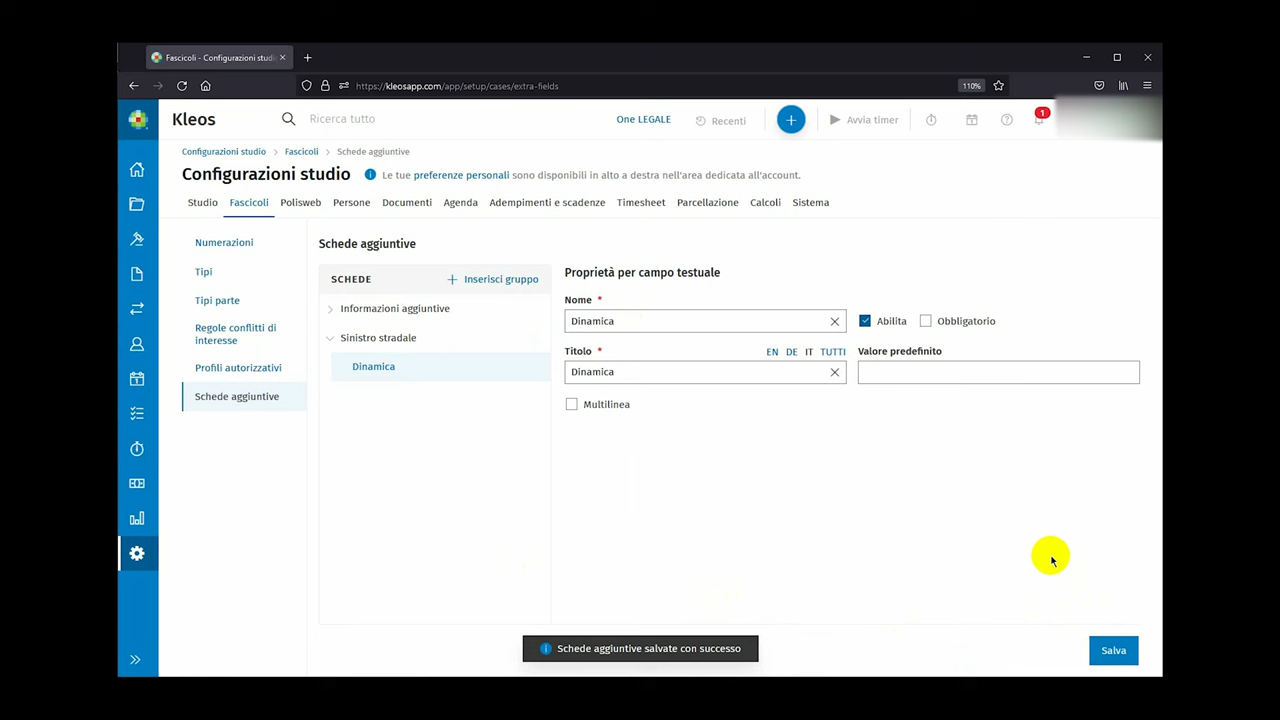 Fascicoli - Configurazioni studi
https://kleosapp.com/app/setup/cases/extra-fields
110%
Kleos
Ricerca tutto
One LEGALE
Recenti
+
Avvia timer
1
Configurazioni studio > Fascicoli > Schede aggiuntive
Configurazioni studio
Le tue preferenze personali sono disponibili in alto a destra nell'area dedicata all'account.
Studio Fascicoli Polisweb Persone Documenti Agenda Adempimenti e scadenze Timesheet Parcellazione Calcoli Sistema
Numerazioni
Tipi
Tipi parte
Regole conflitti di
interesse
Profili autorizzativi
Schede aggiuntive
Schede aggiuntive
SCHEDE
+ Inserisci gruppo
Informazioni aggiuntive
Sinistro stradale
Dinamica
Proprietà per campo testuale
Nome *
Dinamica
Abilita
Obbligatorio
Titolo *
EN DE IT TUTTI
Valore predefinito
Dinamica
Multilinea
Schede aggiuntive salvate con successo
Salva